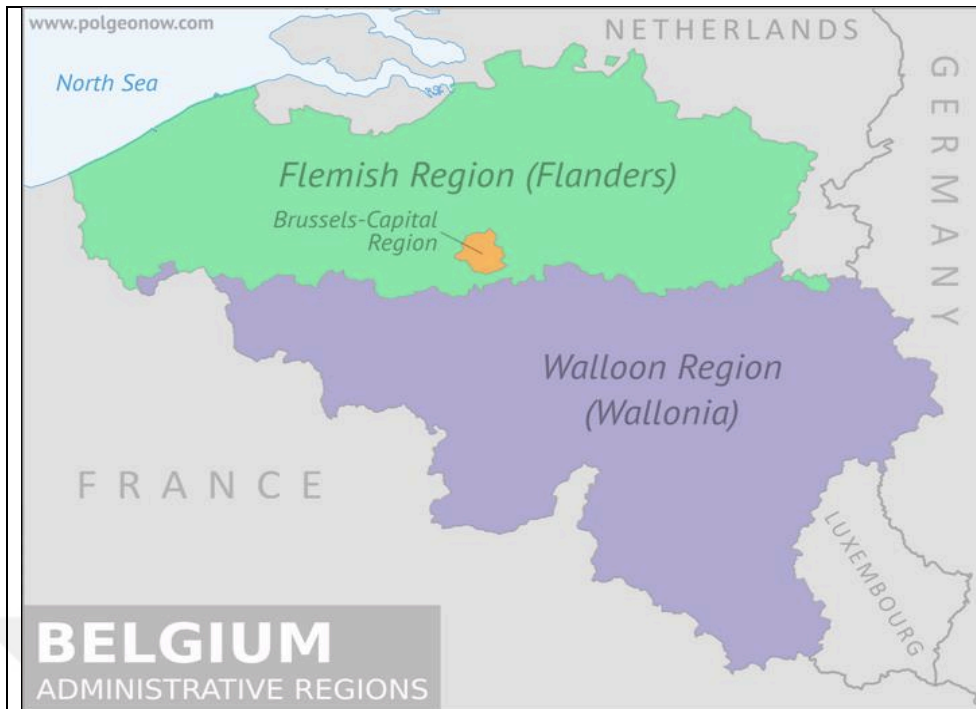 www.polgeonow.com
NETHERLANDS
North Sea
GERMANY
Flemish Region (Flanders)
Brussels-Capital
Region
Walloon Region
(Wallonia)
FRANCE
LUXEMBOURG
BELGIUM
ADMINISTRATIVE REGIONS